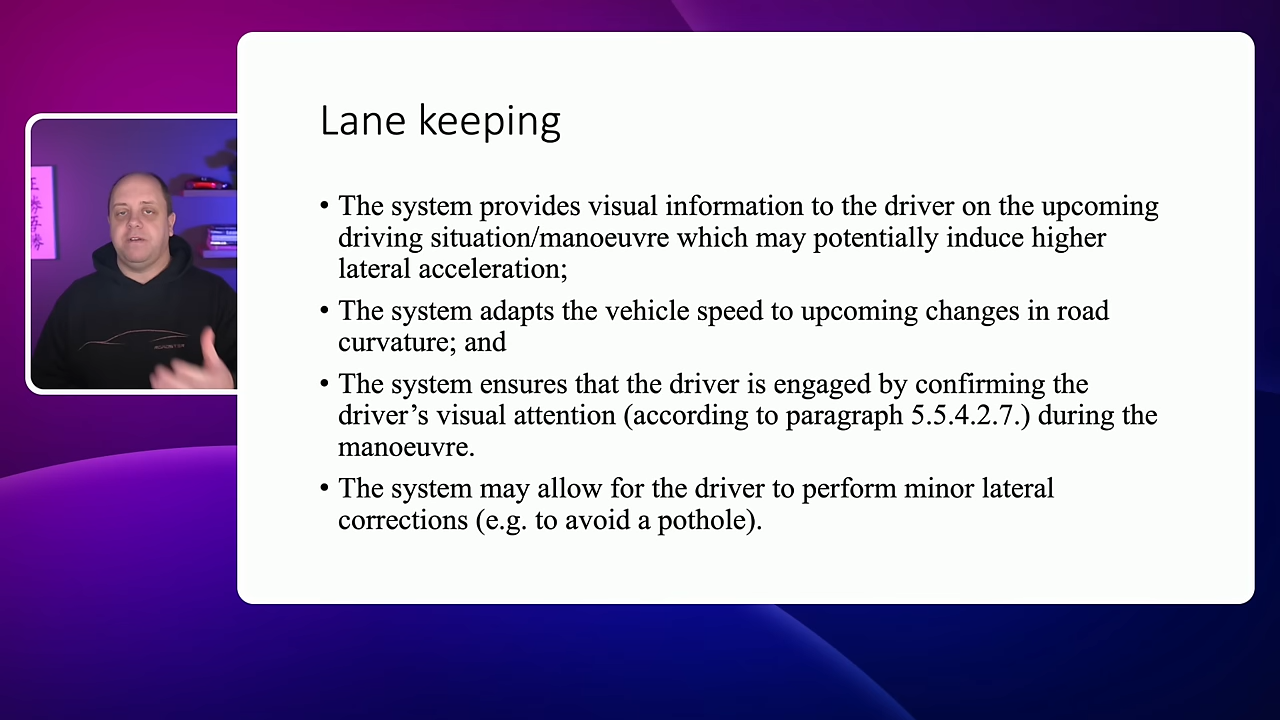 Lane keeping
• The system provides visual information to the driver on the upcoming
driving situation/manoeuvre which may potentially induce higher
lateral acceleration;
• The system adapts the vehicle speed to upcoming changes in road
curvature; and
• The system ensures that the driver is engaged by confirming the
driver’s visual attention (according to paragraph 5.5.4.2.7.) during the
manoeuvre.
• The system may allow for the driver to perform minor lateral
corrections (e.g. to avoid a pothole).